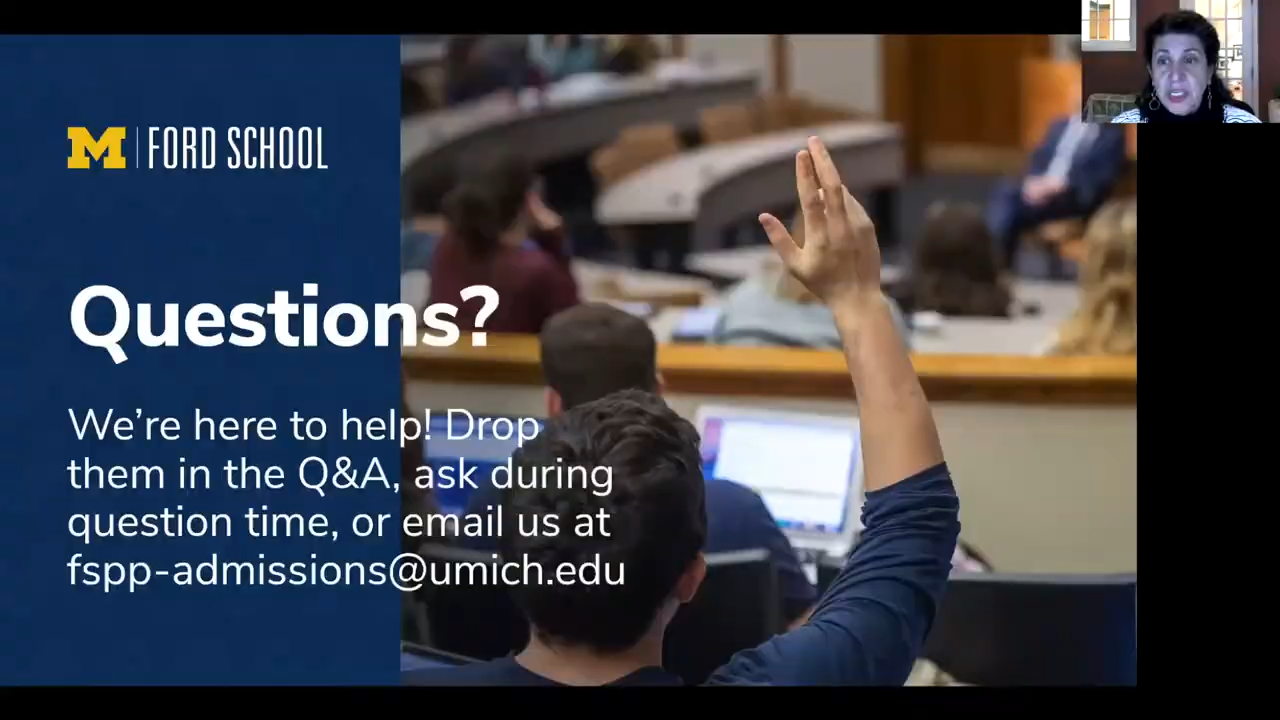 M | FORD SCHOOL
Questions?
We’re here to help! Drop
them in the Q&A, ask during
question time, or email us at
fspp-admissions@umich.edu